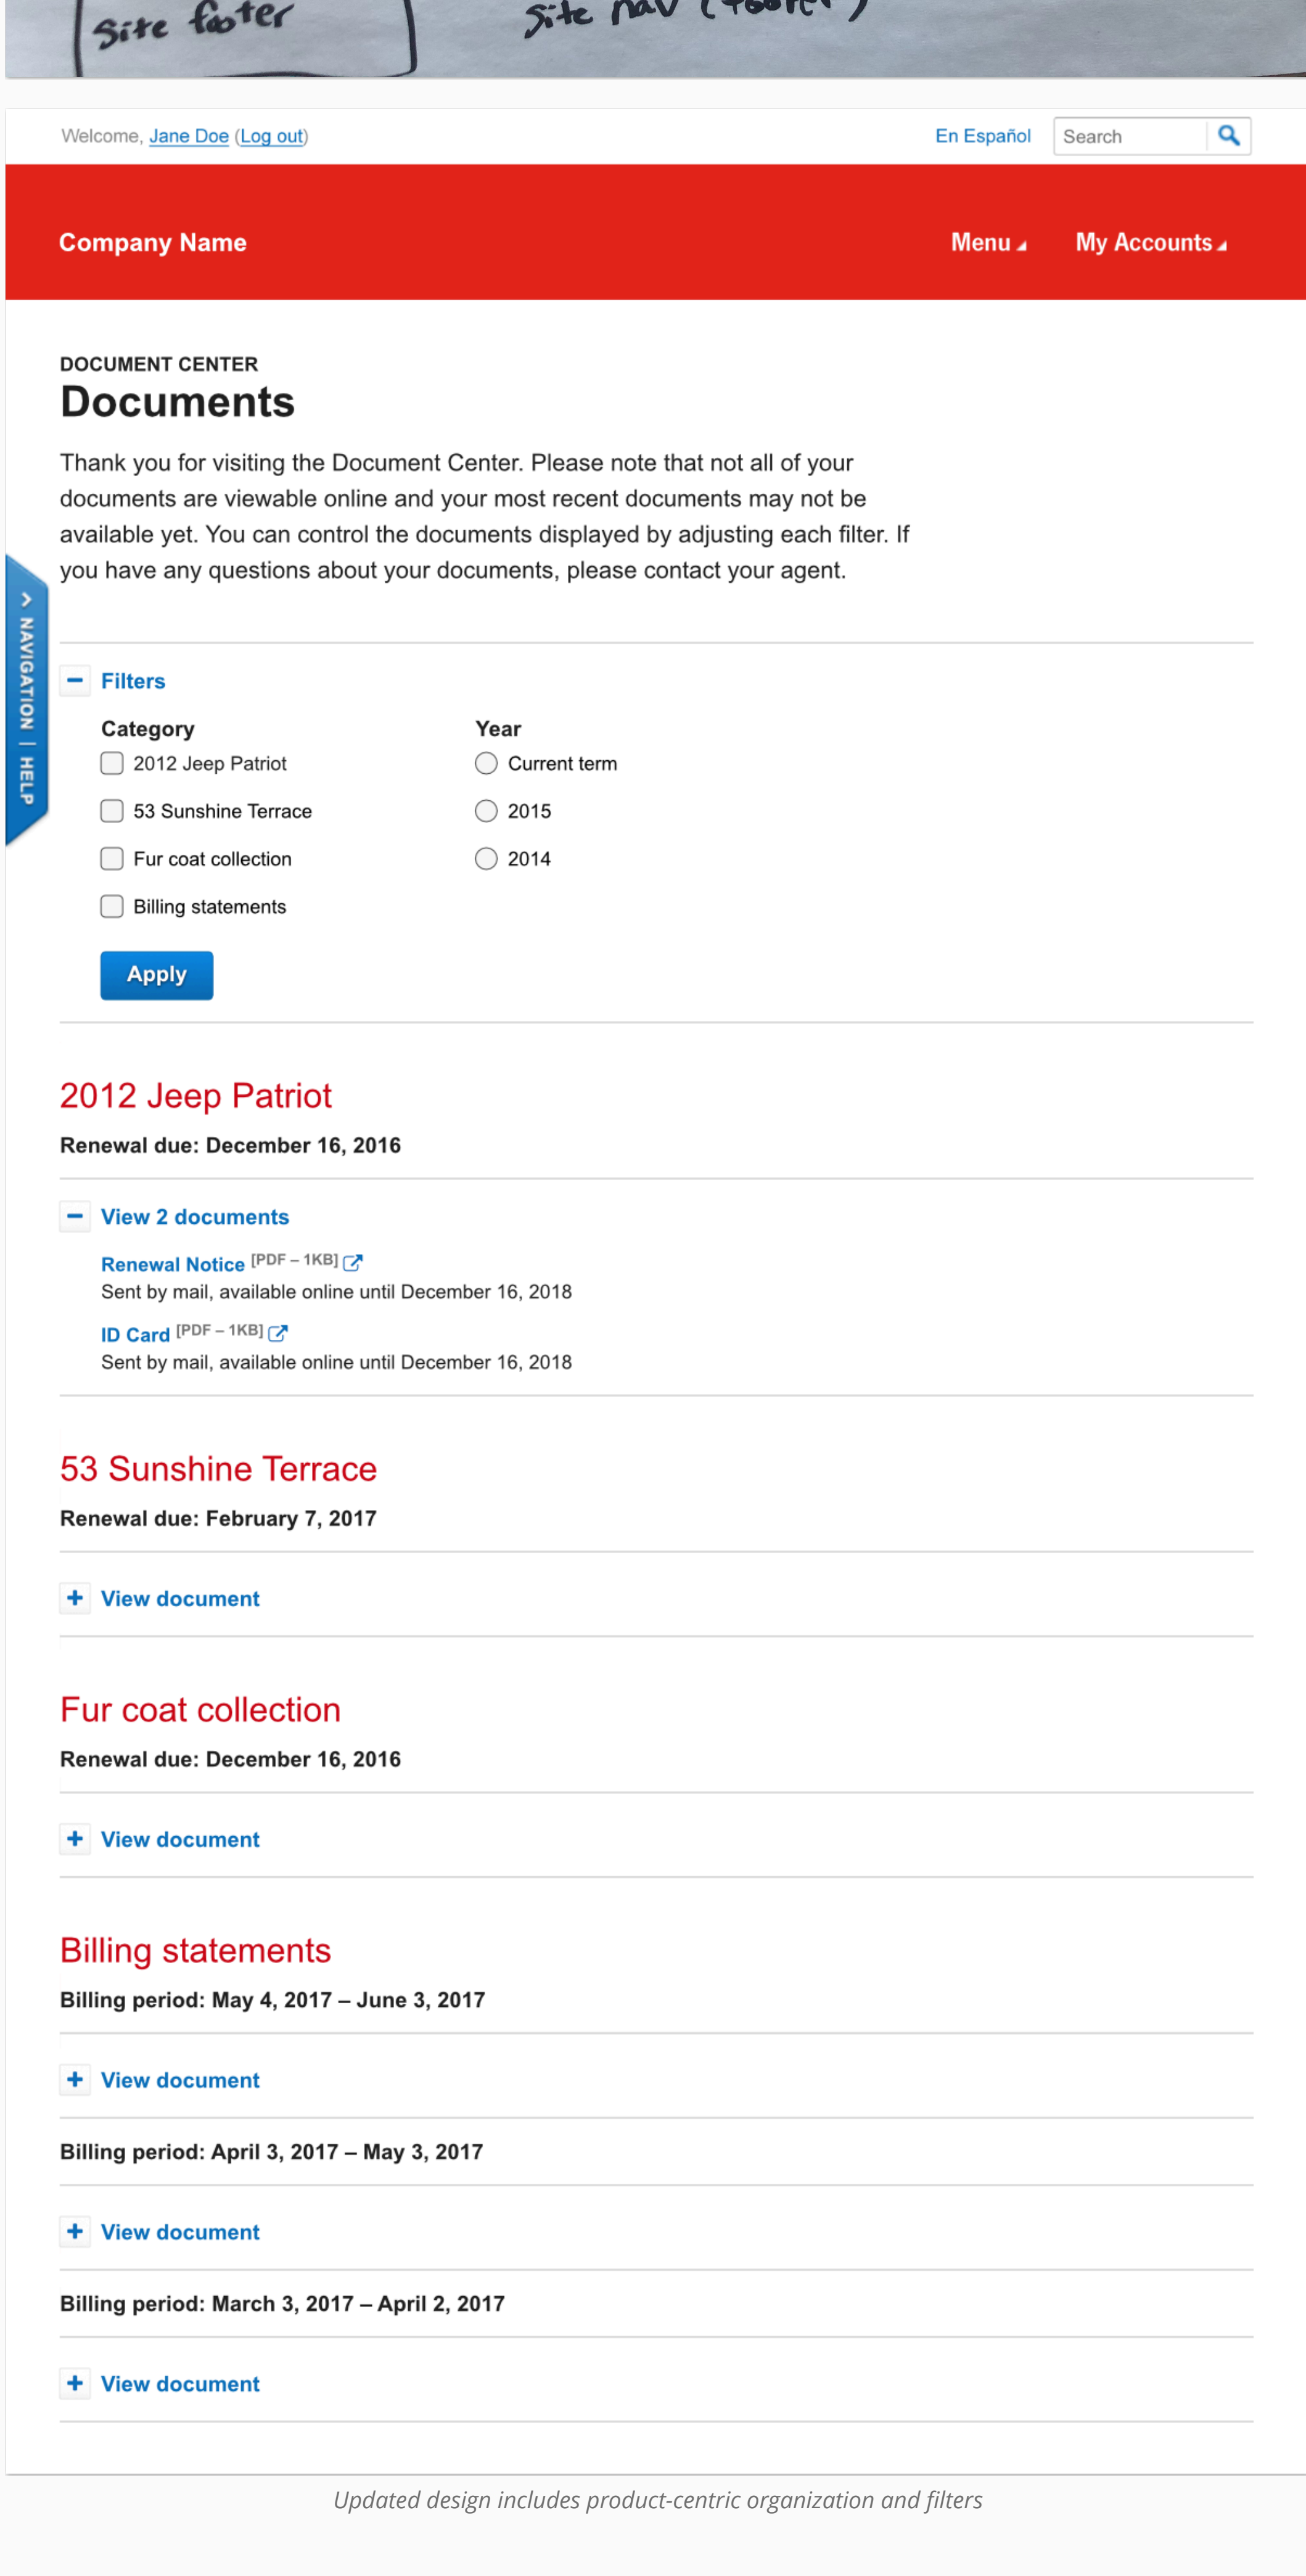 Site footer
Site nav (footer)
Welcome, Jane Doe (Log out)
En Español
Search
Company Name
Menu
My Accounts
DOCUMENT CENTER
Documents
Thank you for visiting the Document Center. Please note that not all of your
documents are viewable online and your most recent documents may not be
available yet. You can control the documents displayed by adjusting each filter. If
you have any questions about your documents, please contact your agent.
> NAVIGATION | HELP
Filters
Category
2012 Jeep Patriot
53 Sunshine Terrace
Fur coat collection
Billing statements
Year
Current term
2015
2014
Apply
2012 Jeep Patriot
Renewal due: December 16, 2016
View 2 documents
Renewal Notice [PDF – 1KB]
Sent by mail, available online until December 16, 2018
ID Card [PDF – 1KB]
Sent by mail, available online until December 16, 2018
53 Sunshine Terrace
Renewal due: February 7, 2017
View document
Fur coat collection
Renewal due: December 16, 2016
View document
Billing statements
Billing period: May 4, 2017 – June 3, 2017
View document
Billing period: April 3, 2017 – May 3, 2017
View document
Billing period: March 3, 2017 – April 2, 2017
View document
Updated design includes product-centric organization and filters